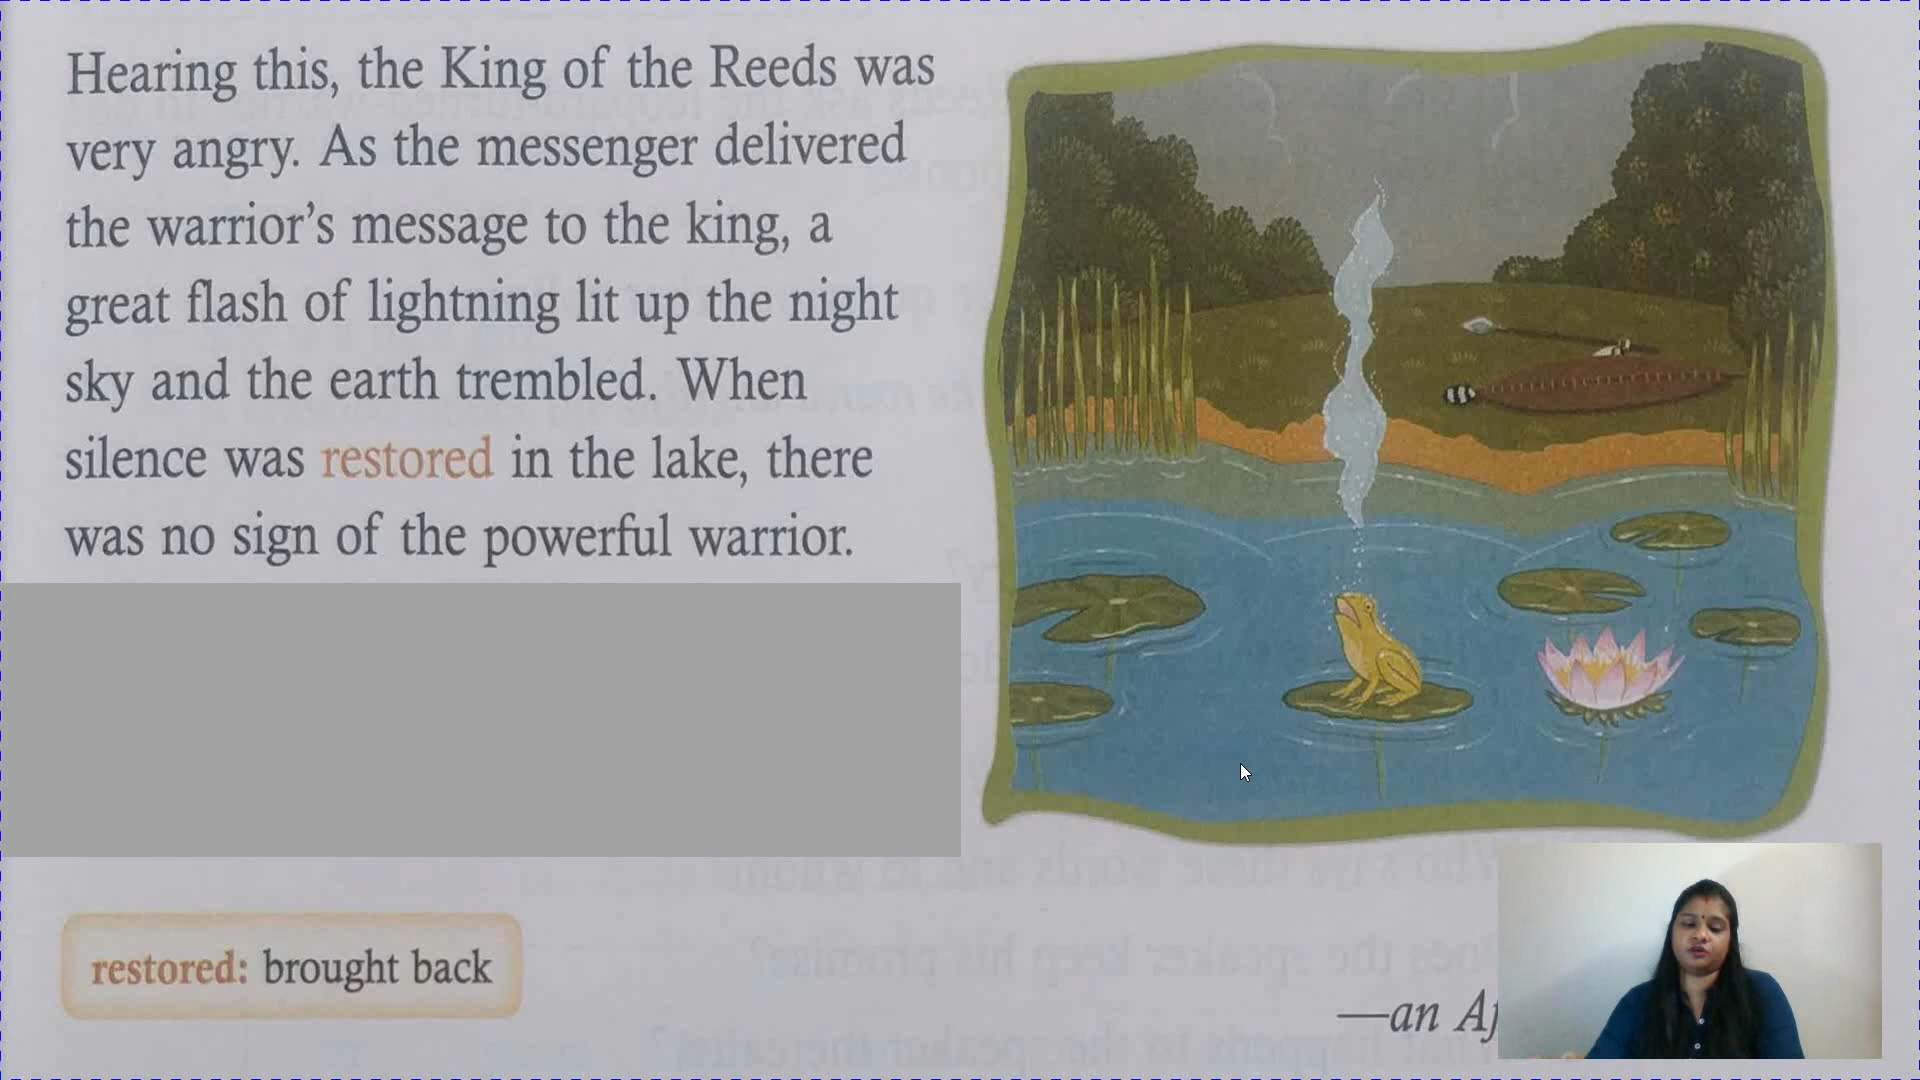 Hearing this, the King of the Reeds was
very angry. As the messenger delivered
the warrior’s message to the king, a
great flash of lightning lit up the night
sky and the earth trembled. When
silence was restored in the lake, there
was no sign of the powerful warrior.
restored: brought back
—an